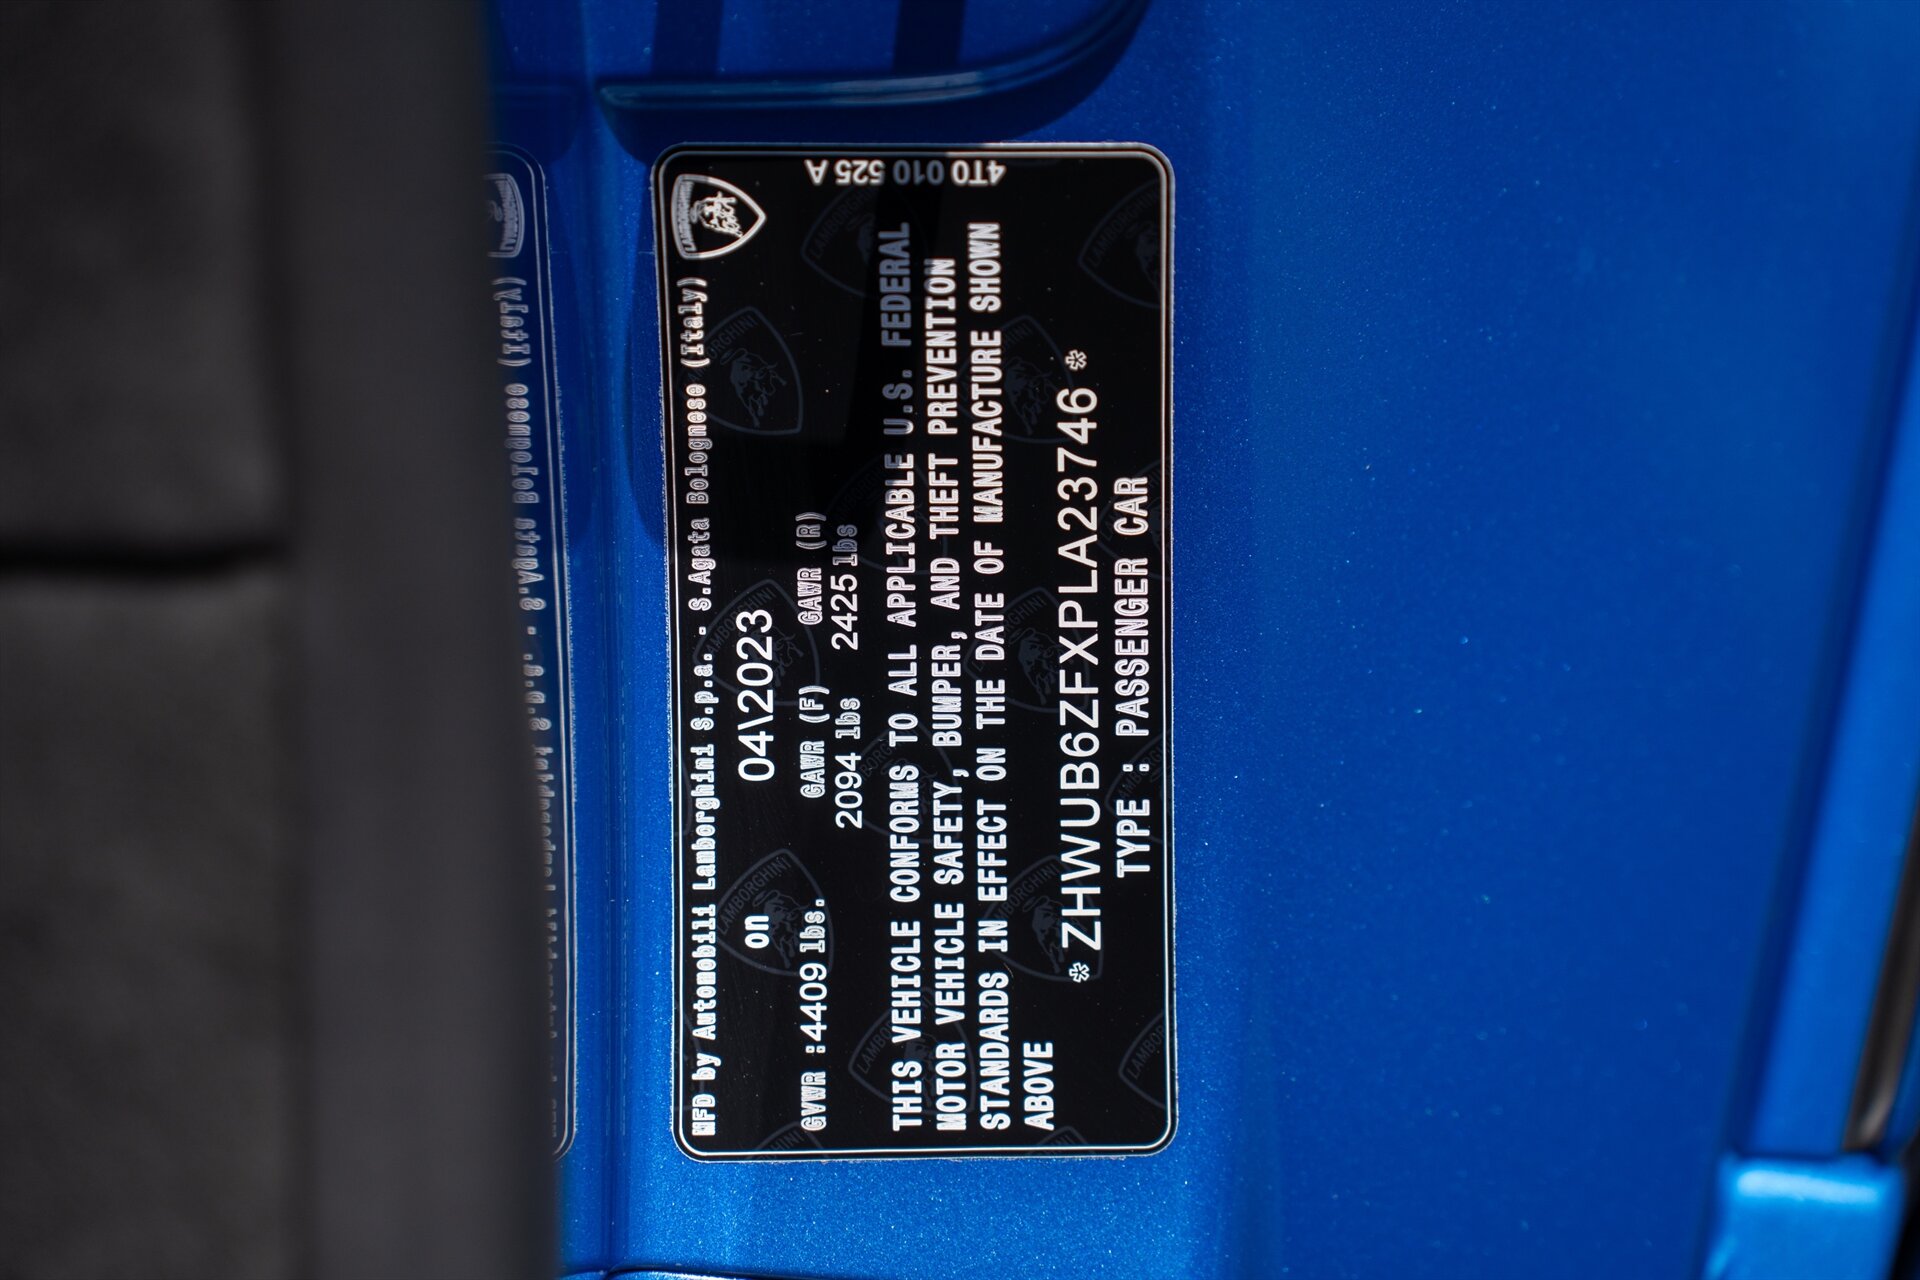 MFD by Automobili Lamborghini S.p.a. - S.Agata Bolognese (Italy)
LAMBORGHINI
on 04\2023
GVWR :4409 lbs. GAWR (F) GAWR (R)
2094 lbs 2425 lbs
THIS VEHICLE CONFORMS TO ALL APPLICABLE U.S. FEDERAL
MOTOR VEHICLE SAFETY, BUMPER, AND THEFT PREVENTION
STANDARDS IN EFFECT ON THE DATE OF MANUFACTURE SHOWN
ABOVE
* ZHWUB6ZFXPLA23746 *
TYPE : PASSENGER CAR
4T0 010 525 A